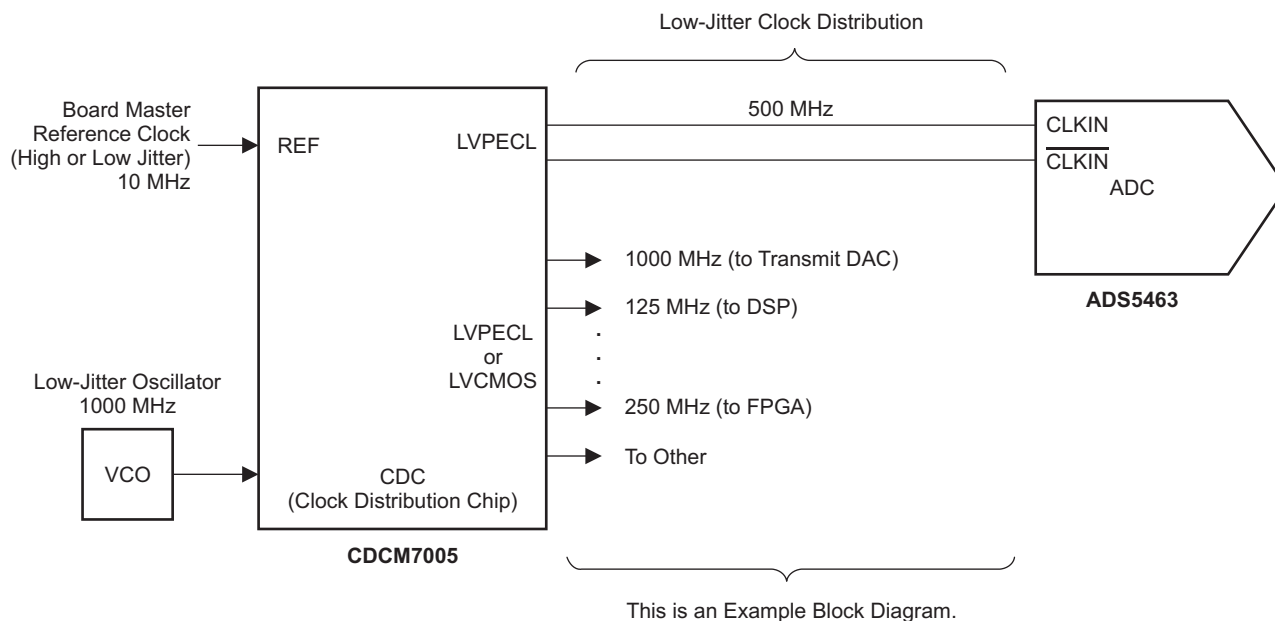 Low-Jitter Clock Distribution
Board Master
Reference Clock
(High or Low Jitter)
10 MHz
REF
LVPECL
500 MHz
CLKIN
CLKIN
ADC
ADS5463
1000 MHz (to Transmit DAC)
125 MHz (to DSP)
LVPECL
or
LVCMOS
250 MHz (to FPGA)
To Other
Low-Jitter Oscillator
1000 MHz
VCO
CDC
(Clock Distribution Chip)
CDCM7005
This is an Example Block Diagram.